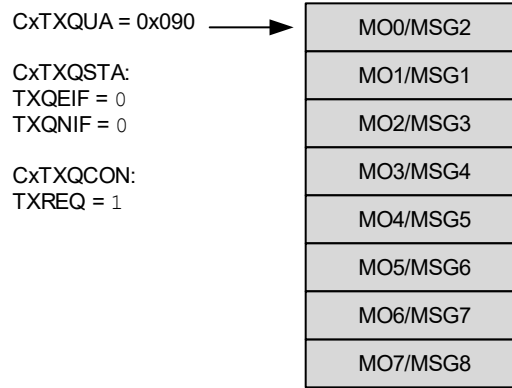 CxTXQUA = 0x090
CxTXQSTA:
TXQEIF = 0
TXQNIF = 0
CxTXQCON:
TXREQ = 1
MO0/MSG2
MO1/MSG1
MO2/MSG3
MO3/MSG4
MO4/MSG5
MO5/MSG6
MO6/MSG7
MO7/MSG8